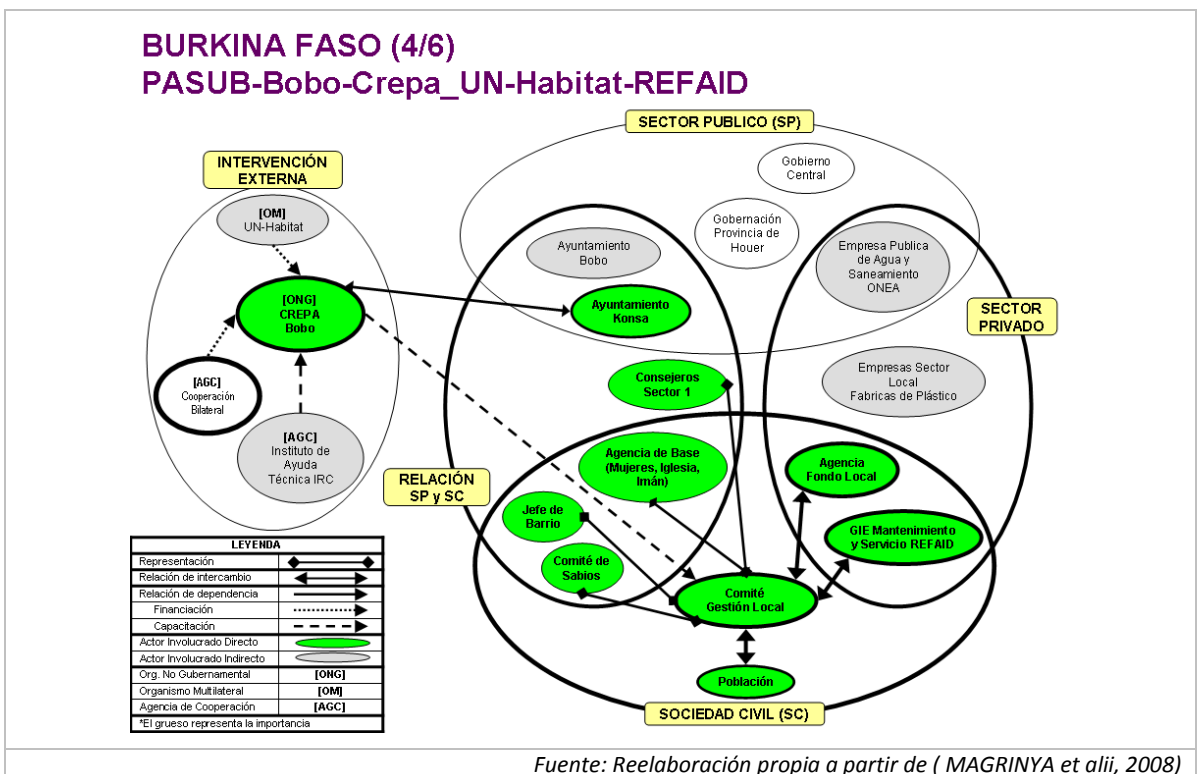 BURKINA FASO (4/6)
PASUB-Bobo-Crepa_UN-Habitat-REFAID
SECTOR PUBLICO (SP)
INTERVENCIÓN
EXTERNA
[OM]
UN-Habitat
[ONG]
CREPA
Bobo
[AGC]
Cooperación
Bilateral
[AGC]
Instituto de
Ayuda
Técnica IRC
Gobierno
Central
Gobernación
Provincia de
Houer
Ayuntamiento
Bobo
Ayuntamiento
Konsa
Empresa Publica
de Agua y
Saneamiento
ONEA
SECTOR
PRIVADO
Empresas Sector
Local
Fabricas de Plástico
Consejeros
Sector 1
RELACIÓN
SP y SC
Agencia de Base
(Mujeres, Iglesia,
Imán)
Agencia
Fondo Local
Jefe de
Barrio
GIE Mantenimiento
y Servicio REFAID
Comité de
Sabios
Comité
Gestión Local
Población
SOCIEDAD CIVIL (SC)
LEYENDA
Representación
Relación de intercambio
Relación de dependencia
Financiación
Capacitación
Actor Involucrado Directo
Actor Involucrado Indirecto
Org. No Gubernamental [ONG]
Organismo Multilateral [OM]
Agencia de Cooperación [AGC]
*El grueso representa la importancia
Fuente: Reelaboración propia a partir de ( MAGRINYA et alii, 2008)